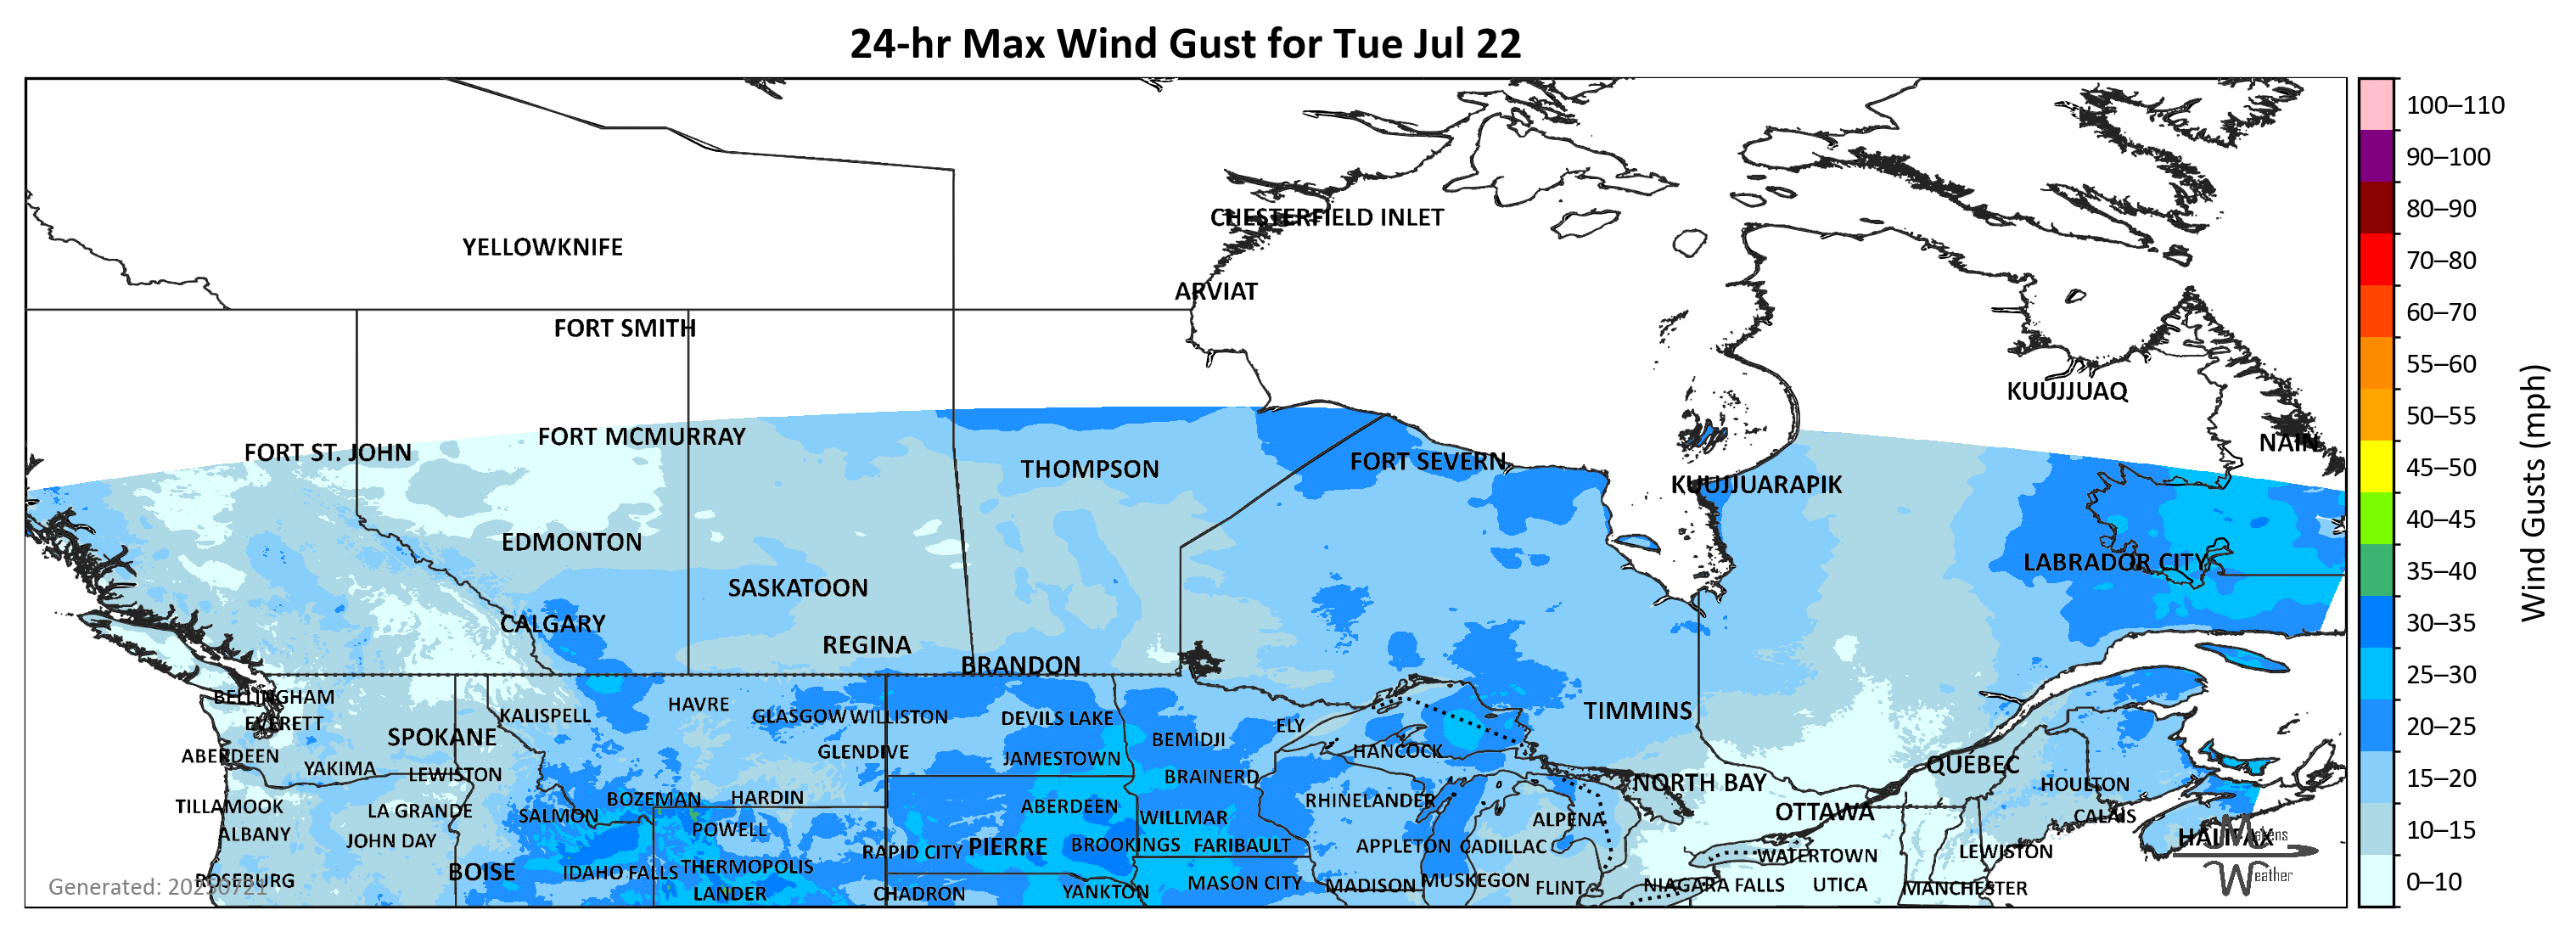 24-hr Max Wind Gust for Tue Jul 22
100–110
90–100
80–90
CHESTERFIELD INLET
YELLOWKNIFE
70–80
ARVIAT
60–70
FORT SMITH
55–60
KUUJJUAQ
50–55
FORT MCMURRAY
NAIN
FORT ST. JOHN
FORT SEVERN
THOMPSON
45–50
KUUJJUARAPIK
Wind Gusts (mph)
40–45
EDMONTON
LABRADOR CITY
35–40
SASKATOON
CALGARY
30–35
REGINA
BRANDON
25–30
BELLINGHAM
HAVRE
TIMMINS
KALISPELL
GLASGOW
WILLISTON
DEVILS LAKE
EVERETT
ELY
20–25
SPOKANE
BEMIDJI
HANCOCK
GLENDIVE
ABERDEEN
JAMESTOWN
QUÉBEC
YAKIMA
LEWISTON
BRAINERD
15–20
NORTH BAY
HOULTON
BOZEMAN
HARDIN
RHINELANDER
TILLAMOOK
ABERDEEN
LA GRANDE
OTTAWA
SALMON
WILLMAR
CALAIS
ALPENA
10–15
POWELL
ALBANY
HALIFAX
Makens
JOHN DAY
PIERRE
BROOKINGS
FARIBAULT
APPLETON
CADILLAC
RAPID CITY
LEWISTON
WATERTOWN
THERMOPOLIS
BOISE
IDAHO FALLS
Weather
ROSEBURG
MUSKEGON
0–10
MASON CITY
MADISON
NIAGARA FALLS
UTICA
Generated: 20250721
FLINT
MANCHESTER
YANKTON
LANDER
CHADRON